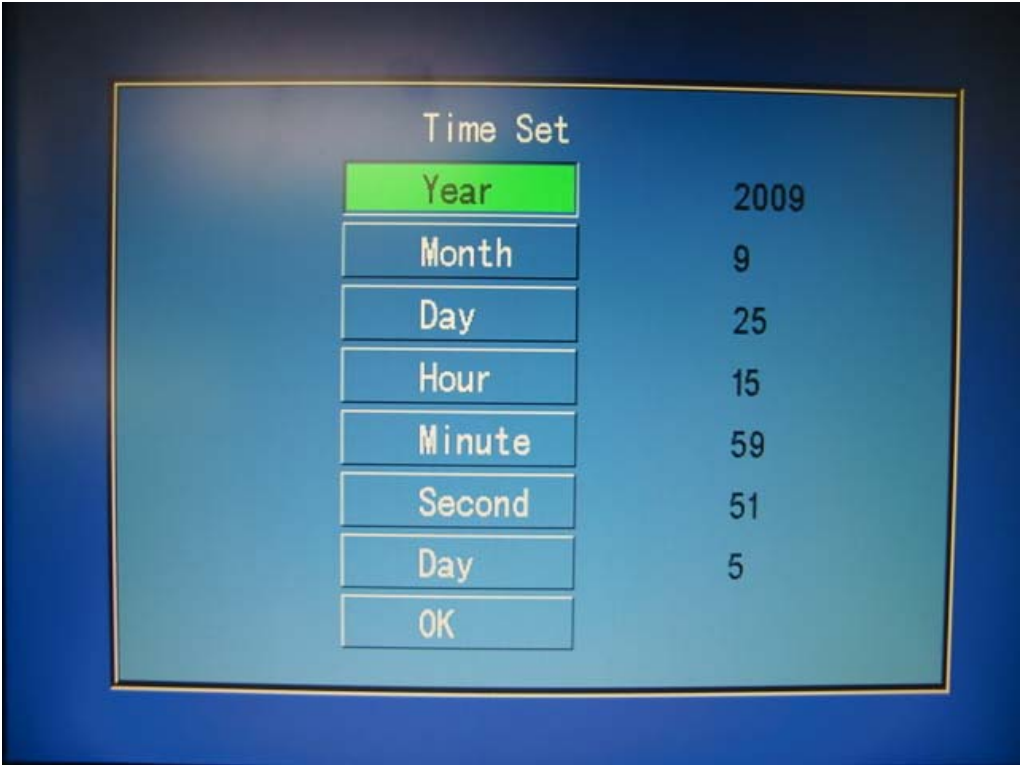 Time Set
Year 2009
Month 9
Day 25
Hour 15
Minute 59
Second 51
Day 5
OK